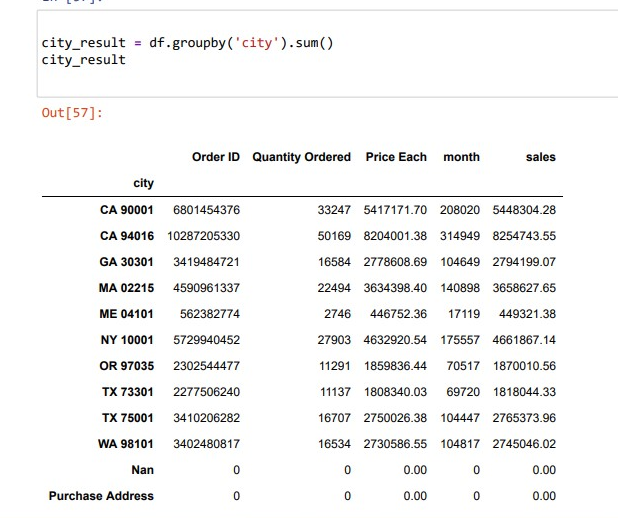 city_result = df.groupby('city').sum()
city_result
Out[57]:
Order ID Quantity Ordered Price Each month sales
city
CA 90001 6801454376 33247 5417171.70 208020 5448304.28
CA 94016 10287205330 50169 8204001.38 314949 8254743.55
GA 30301 3419484721 16584 2778608.69 104649 2794199.07
MA 02215 4590961337 22494 3634398.40 140898 3658627.65
ME 04101 562382774 2746 446752.36 17119 449321.38
NY 10001 5729940452 27903 4632920.54 175557 4661867.14
OR 97035 2302544477 11291 1859836.44 70517 1870010.56
TX 73301 2277506240 11137 1808340.03 69720 1818044.33
TX 75001 3410206282 16707 2750026.38 104447 2765373.96
WA 98101 3402480817 16534 2730586.55 104817 2745046.02
Nan 0 0 0.00 0 0.00
Purchase Address 0 0 0.00 0 0.00